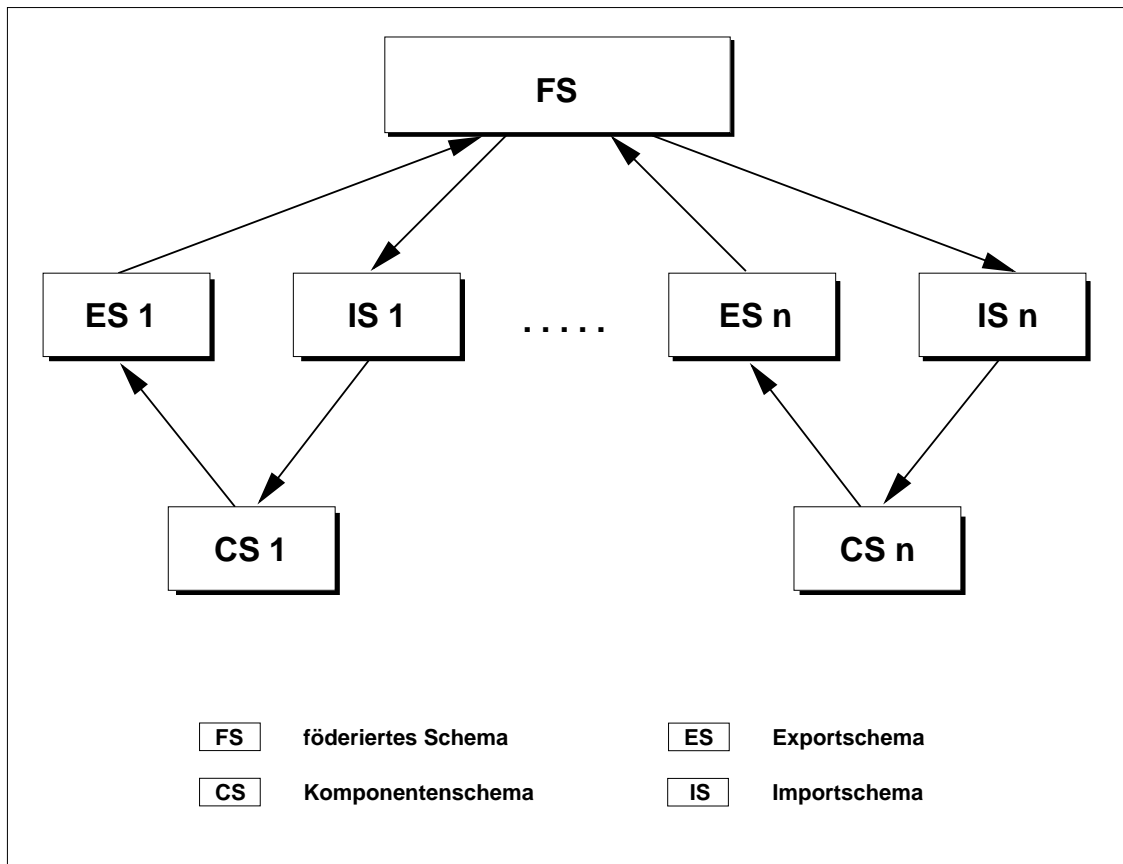 FS
ES 1
IS 1
. . . . .
ES n
IS n
CS 1
CS n
FS föderiertes Schema
ES Exportschema
CS Komponentenschema
IS Importschema